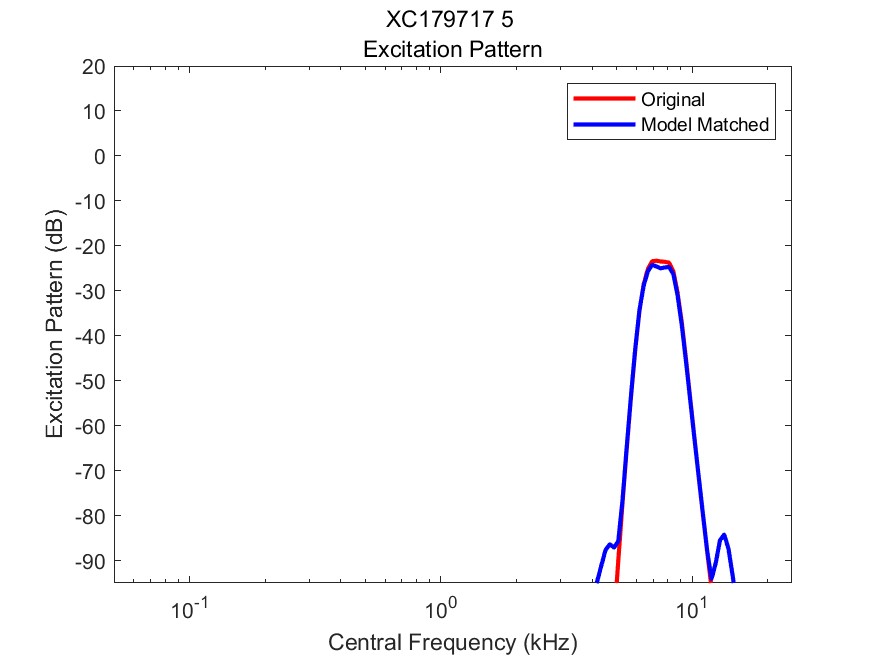 XC179717 5
Excitation Pattern
Original
Model Matched
Excitation Pattern (dB)
20
10
0
-10
-20
-30
-40
-50
-60
-70
-80
-90
10^-1
10^0
10^1
Central Frequency (kHz)